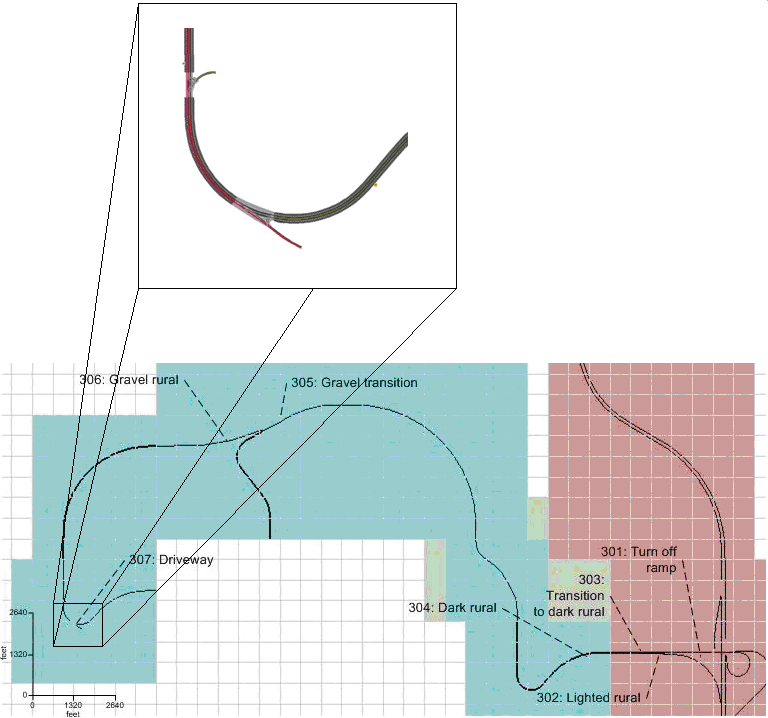 306: Gravel rural
305: Gravel transition
307: Driveway
301: Turn off
ramp
303:
Transition
to dark rural
304: Dark rural
302: Lighted rural
2640
1320
0
feet
0 1320 2640
feet